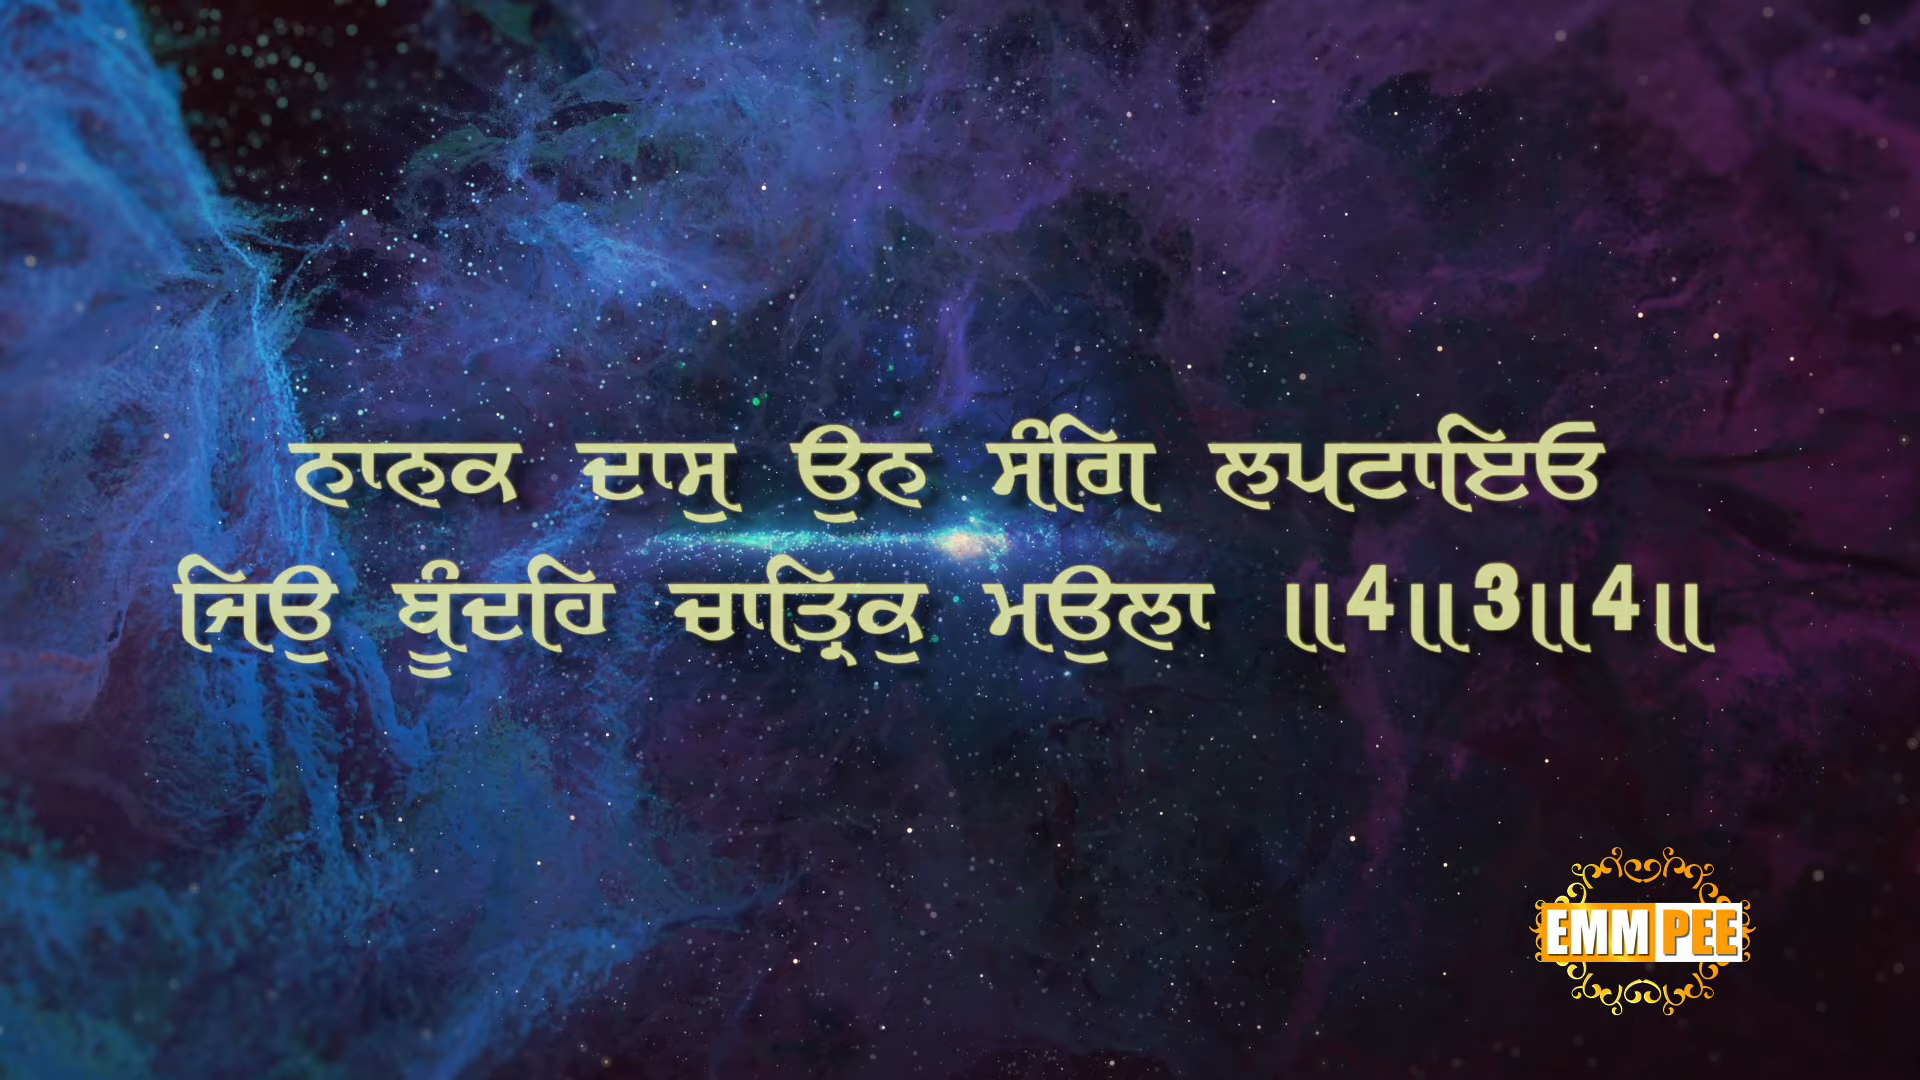 ਨਾਨਕ ਦਾਸੁ ਉਨ ਸੰਗਿ ਲਪਟਾਇਓ
ਜਿਉ ਬੂੰਦਹਿ ਚਾਤ੍ਰਿਕੁ ਮਉਲਾ ॥4॥3॥4॥
EMM PEE